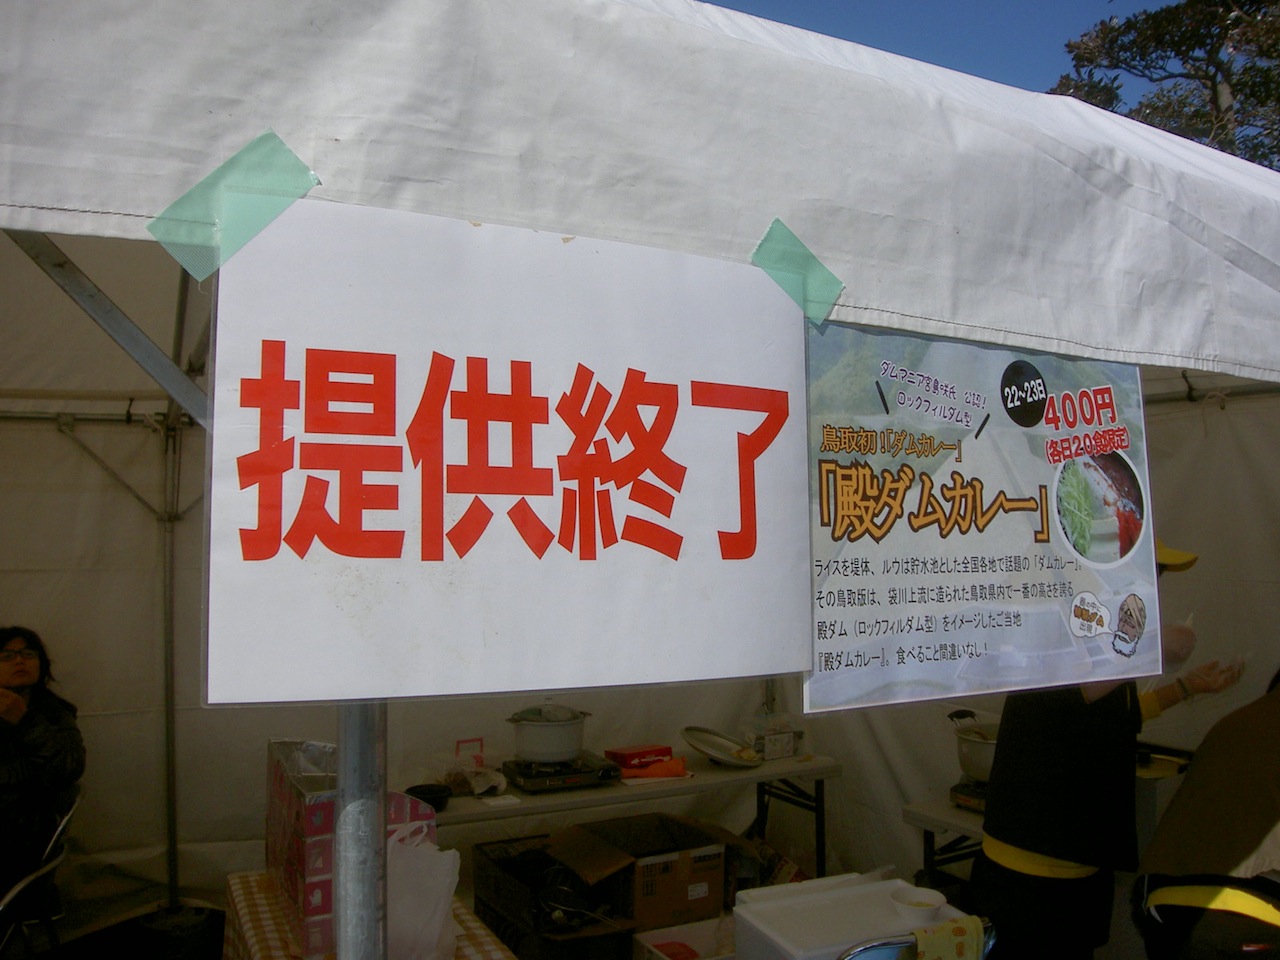 提供終了
ダムマニア宮島咲氏 公認!
ロックフィルダム型
22~23日
400円
(各日20食限定)
鳥取初!「ダムカレー」
「殿ダムカレー」
ライスを堤体、ルウは貯水池とした全国各地で話題の「ダムカレー」。
その鳥取版は、袋川上流に造られた鳥取県内で一番の高さを誇る
殿ダム(ロックフィルダム型)をイメージしたご当地
『殿ダムカレー』。食べること間違いなし!
出現